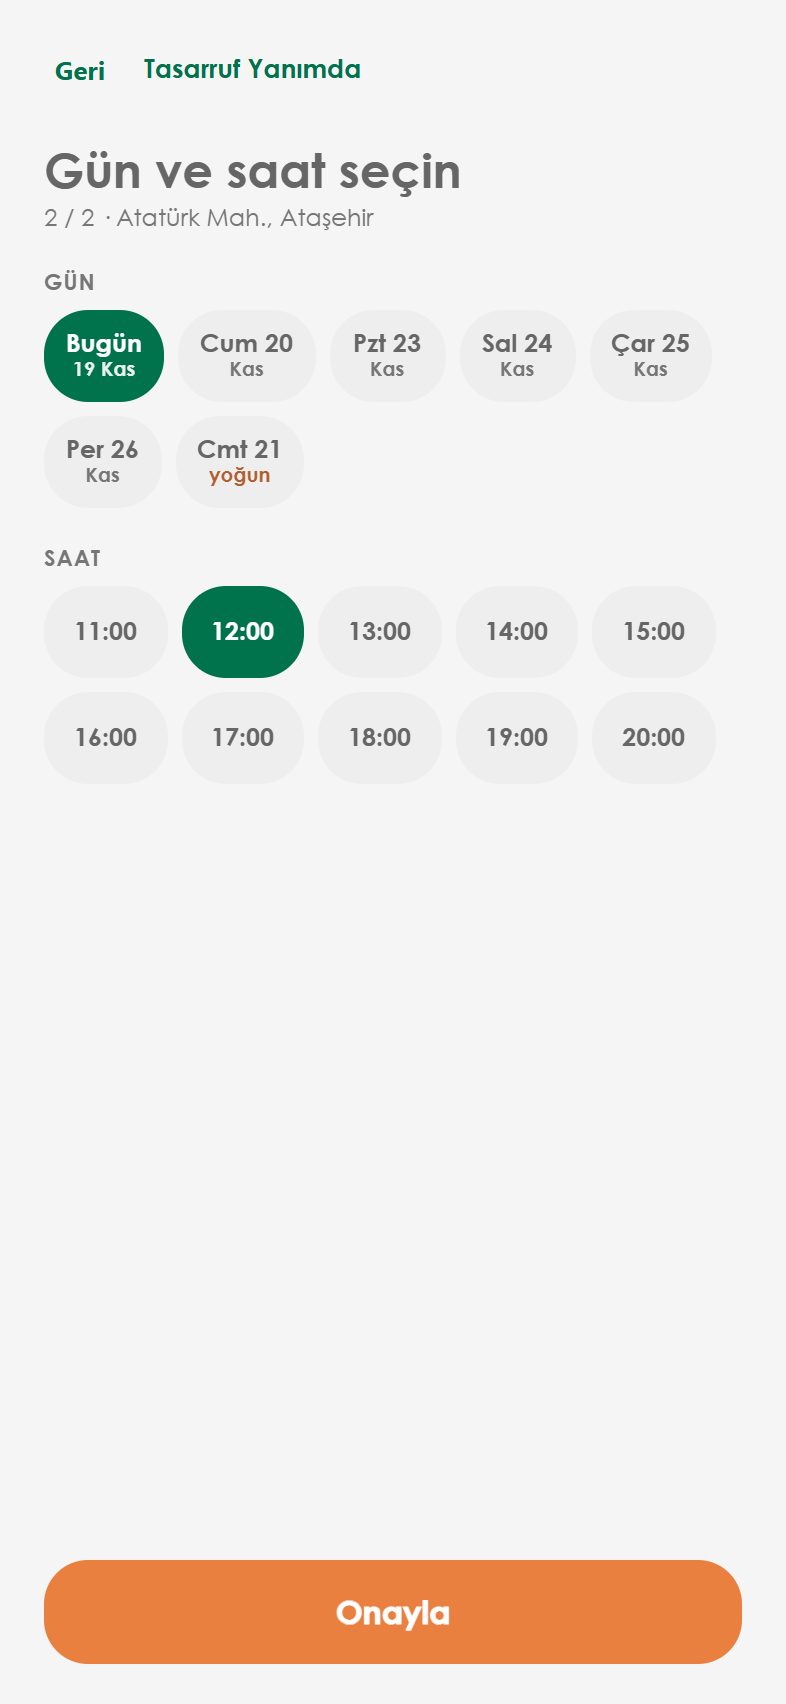 Geri Tasarruf Yanımda
Gün ve saat seçin
2 / 2 · Atatürk Mah., Ataşehir
GÜN
Bugün Cum 20 Pzt 23 Sal 24 Çar 25
19 Kas Kas Kas Kas Kas
Per 26 Cmt 21
Kas yoğun
SAAT
11:00 12:00 13:00 14:00 15:00
16:00 17:00 18:00 19:00 20:00
Onayla